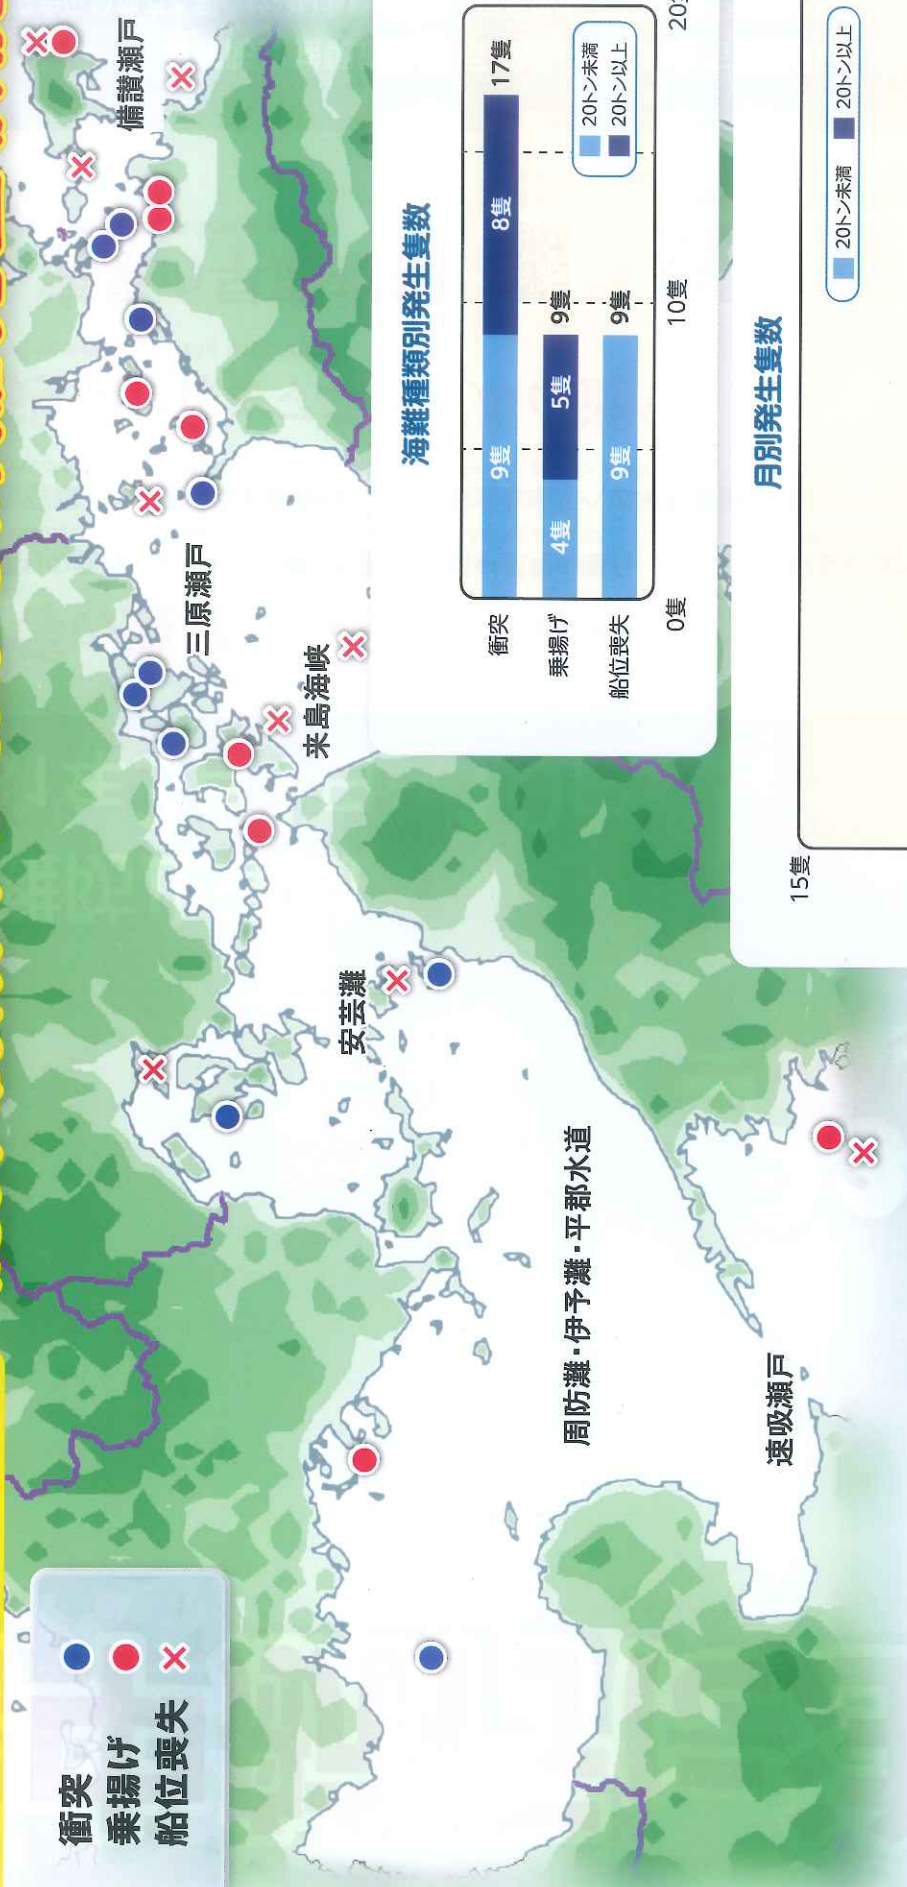 衝突
乗揚げ
船位喪失
備讃瀬戸
三原瀬戸
来島海峡
安芸灘
周防灘・伊予灘・平郡水道
速吸瀬戸
海難種類別発生隻数
衝突
9隻
8隻
17隻
乗揚げ
4隻
5隻
9隻
船位喪失
9隻
9隻
0隻
10隻
20トン未満
20トン以上
月別発生隻数
20トン未満
20トン以上
15隻